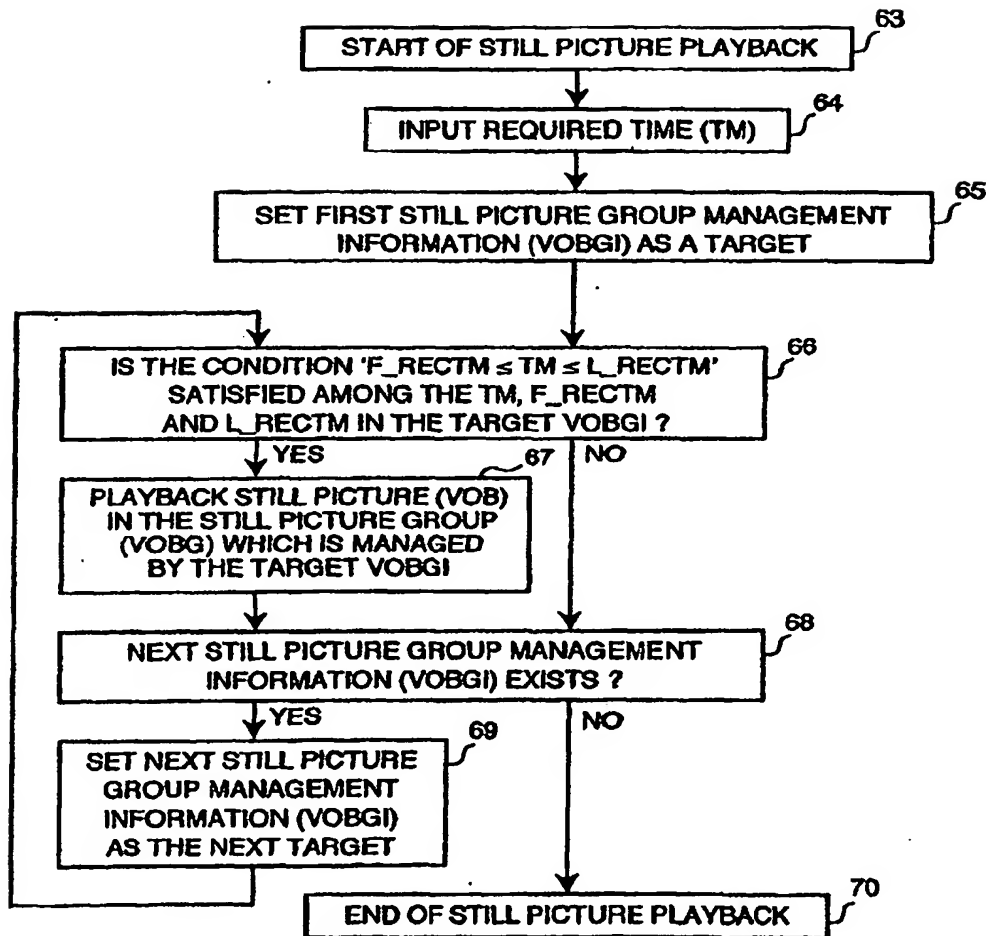 63
START OF STILL PICTURE PLAYBACK
64
INPUT REQUIRED TIME (TM)
65
SET FIRST STILL PICTURE GROUP MANAGEMENT
INFORMATION (VOBGI) AS A TARGET
66
IS THE CONDITION 'F_RECTM ≤ TM ≤ L_RECTM'
SATISFIED AMONG THE TM, F_RECTM
AND L_RECTM IN THE TARGET VOBGI ?
YES
NO
67
PLAYBACK STILL PICTURE (VOB)
IN THE STILL PICTURE GROUP
(VOBG) WHICH IS MANAGED
BY THE TARGET VOBGI
68
NEXT STILL PICTURE GROUP MANAGEMENT
INFORMATION (VOBGI) EXISTS ?
YES
NO
69
SET NEXT STILL PICTURE
GROUP MANAGEMENT
INFORMATION (VOBGI)
AS THE NEXT TARGET
70
END OF STILL PICTURE PLAYBACK